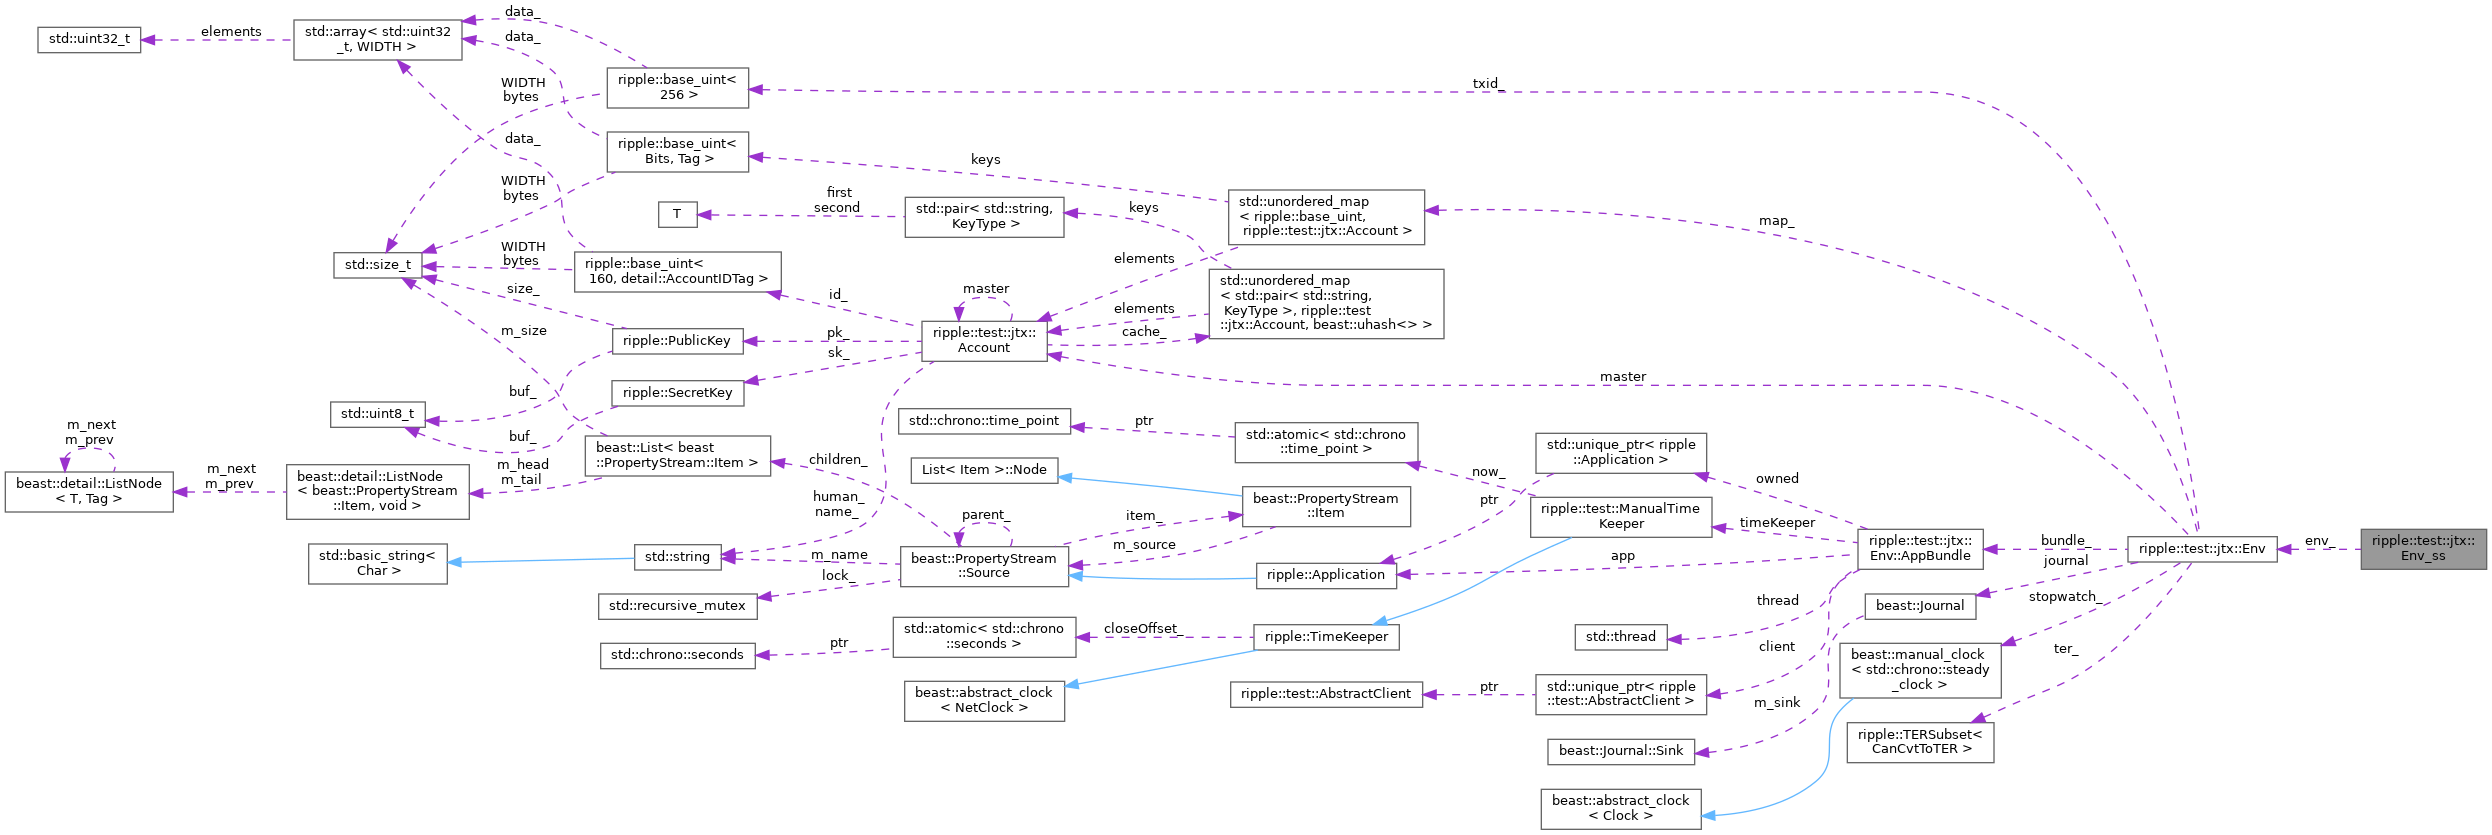 std::uint32_t
elements
std::array< std::uint32
_t, WIDTH >
data_
data_
WIDTH
bytes
data_
WIDTH
bytes
WIDTH
bytes
size_
m_size
buf_
buf_
ripple::base_uint<
256 >
ripple::base_uint<
Bits, Tag >
T
first
second
std::pair< std::string,
KeyType >
keys
keys
txid_
std::unordered_map
< ripple::base_uint,
ripple::test::jtx::Account >
map_
elements
std::size_t
ripple::base_uint<
160, detail::AccountIDTag >
id_
master
elements
cache_
std::unordered_map
< std::pair< std::string,
KeyType >, ripple::test
::jtx::Account, beast::uhash<> >
ripple::PublicKey
pk_
sk_
ripple::test::jtx::
Account
ripple::SecretKey
master
std::uint8_t
std::chrono::time_point
ptr
std::atomic< std::chrono
::time_point >
now_
std::unique_ptr< ripple
::Application >
owned
ptr
m_next
m_prev
beast::detail::ListNode
< T, Tag >
m_next
m_prev
beast::detail::ListNode
< beast::PropertyStream
::Item, void >
m_head
m_tail
beast::List< beast
::PropertyStream::Item >
children_
human_
name_
List< Item >::Node
parent_
item_
m_source
beast::PropertyStream
::Item
ripple::test::ManualTime
Keeper
timeKeeper
app
ripple::test::jtx::
Env::AppBundle
bundle_
ripple::test::jtx::Env
env_
ripple::test::jtx::
Env_ss
std::basic_string<
Char >
std::string
m_name
lock_
beast::PropertyStream
::Source
ripple::Application
journal
stopwatch_
ter_
std::recursive_mutex
thread
beast::Journal
std::chrono::seconds
ptr
std::atomic< std::chrono
::seconds >
closeOffset_
ripple::TimeKeeper
std::thread
client
m_sink
beast::manual_clock
< std::chrono::steady
_clock >
beast::abstract_clock
< NetClock >
ripple::test::AbstractClient
ptr
std::unique_ptr< ripple
::test::AbstractClient >
beast::Journal::Sink
ripple::TERSubset<
CanCvtToTER >
beast::abstract_clock
< Clock >